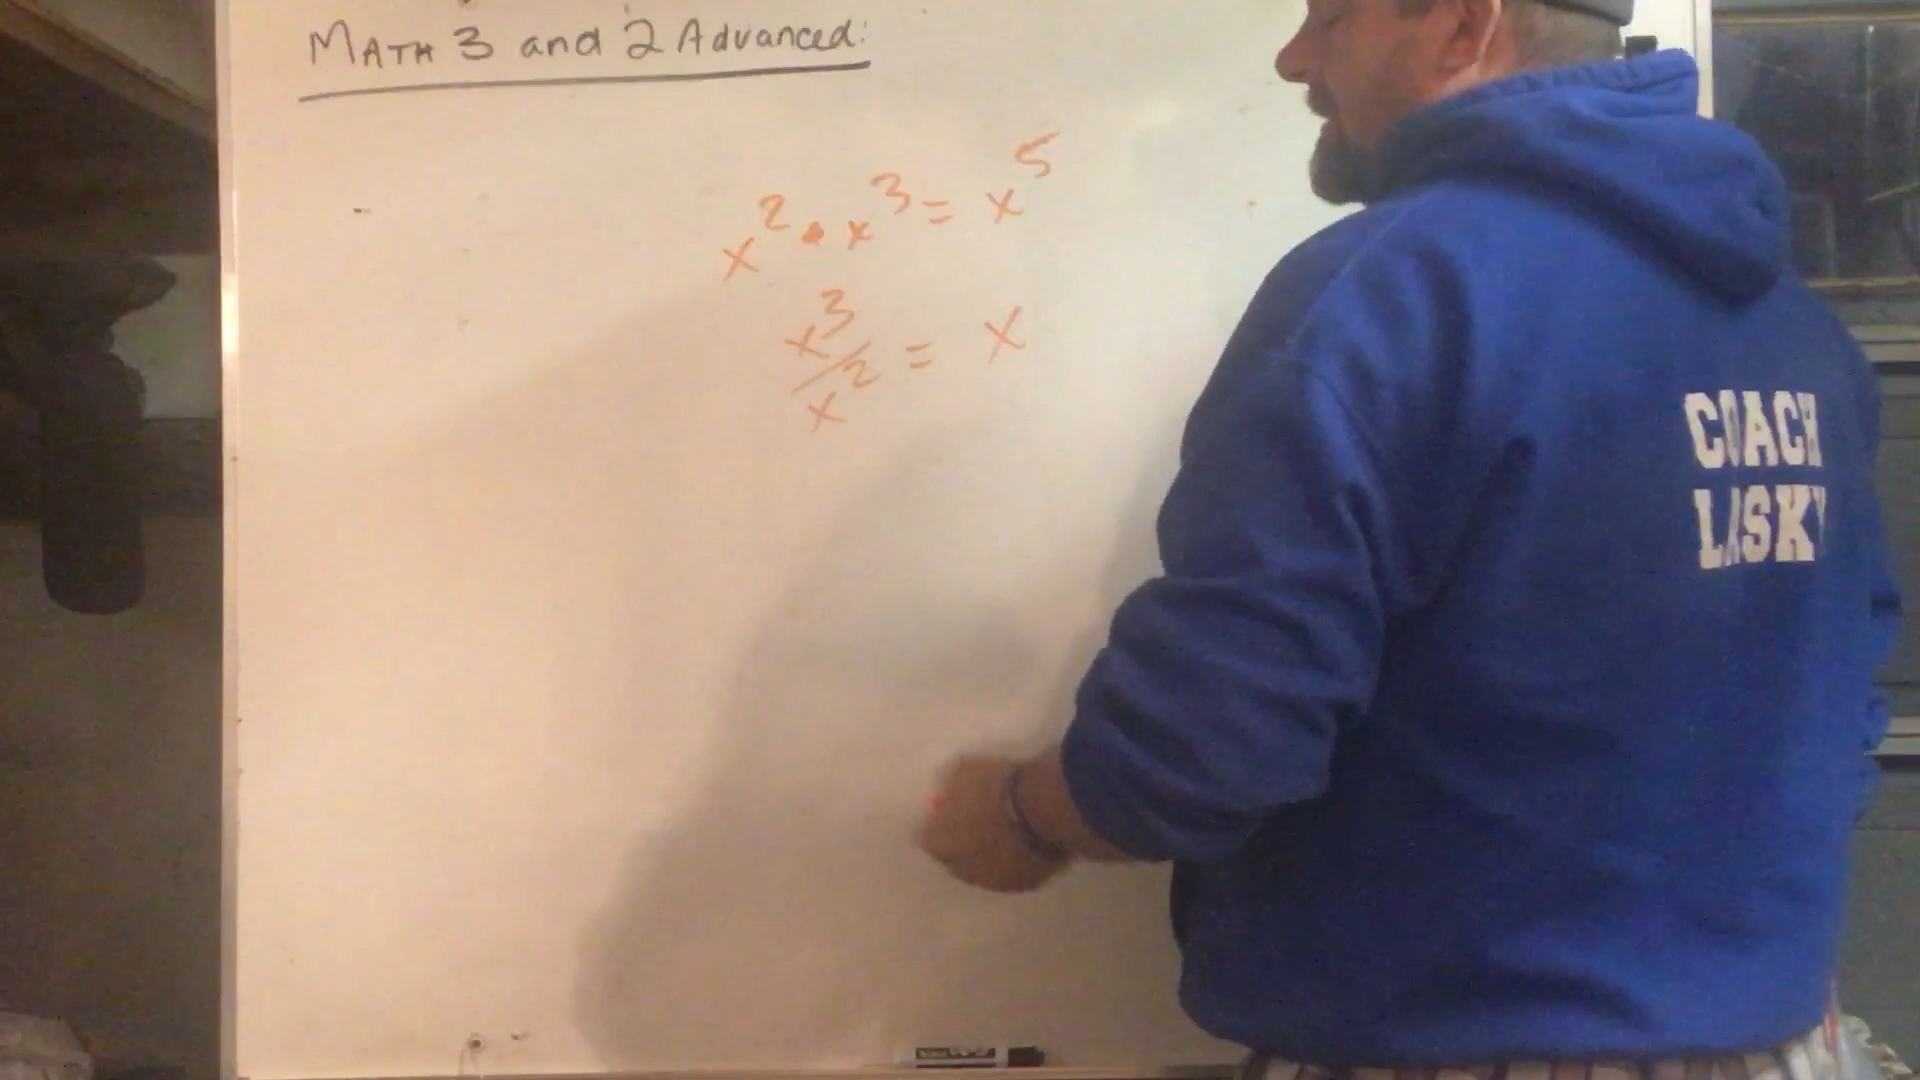 MATH 3 and 2 Advanced:
x² • x³ = x⁵
x³/x² = x
COACH
LASKY